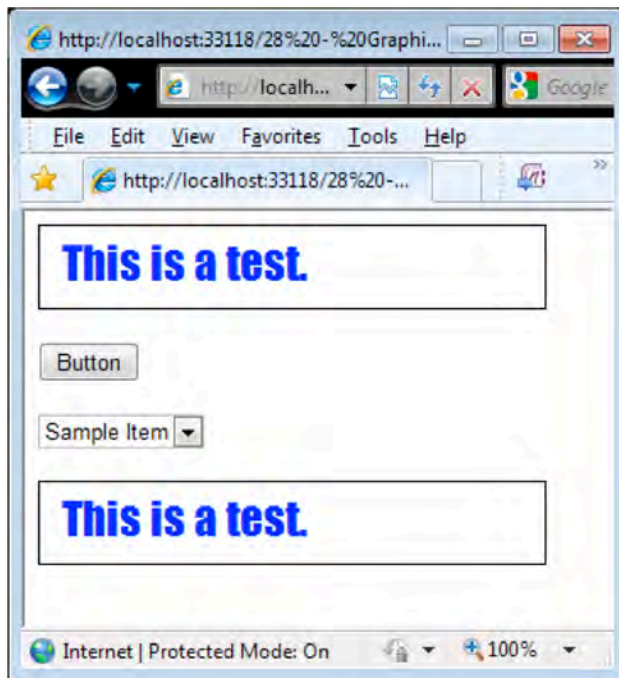 http://localhost:33118/28%20-%20Graphi...
http://localh... Google
File Edit View Favorites Tools Help
http://localhost:33118/28%20-...
This is a test.
Button
Sample Item
This is a test.
Internet | Protected Mode: On 100%